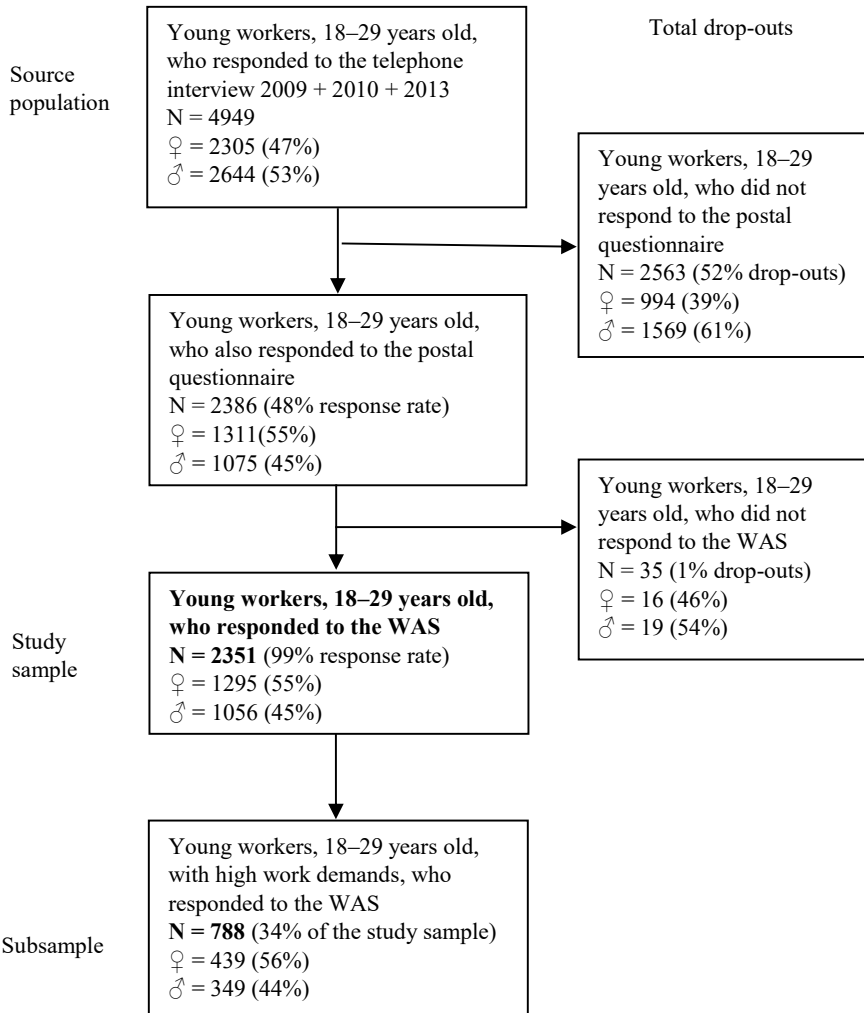 Source
population
Young workers, 18–29 years old,
who responded to the telephone
interview 2009 + 2010 + 2013
N = 4949
♀ = 2305 (47%)
♂ = 2644 (53%)
Total drop-outs
Young workers, 18–29
years old, who did not
respond to the postal
questionnaire
N = 2563 (52% drop-outs)
♀ = 994 (39%)
♂ = 1569 (61%)
Young workers, 18–29 years old,
who also responded to the postal
questionnaire
N = 2386 (48% response rate)
♀ = 1311(55%)
♂ = 1075 (45%)
Young workers, 18–29
years old, who did not
respond to the WAS
N = 35 (1% drop-outs)
♀ = 16 (46%)
♂ = 19 (54%)
Study
sample
Young workers, 18–29 years old,
who responded to the WAS
N = 2351 (99% response rate)
♀ = 1295 (55%)
♂ = 1056 (45%)
Subsample
Young workers, 18–29 years old,
with high work demands, who
responded to the WAS
N = 788 (34% of the study sample)
♀ = 439 (56%)
♂ = 349 (44%)